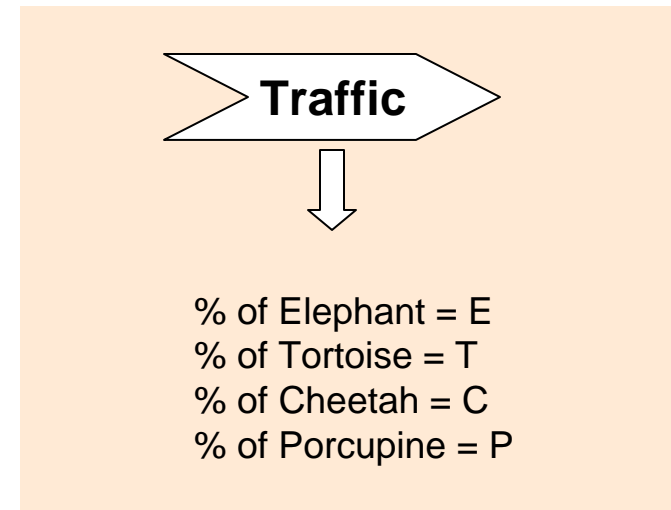 Traffic
% of Elephant = E
% of Tortoise = T
% of Cheetah = C
% of Porcupine = P